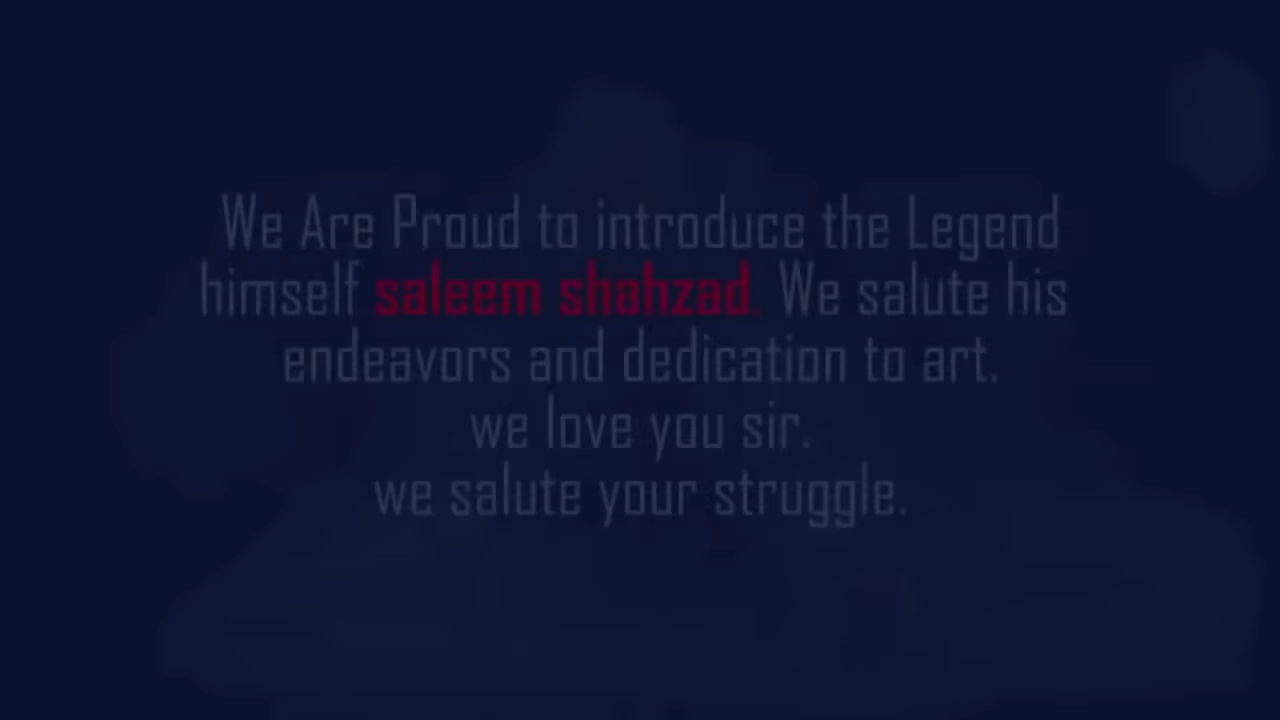 We Are Proud to introduce the Legend
himself saleem shahzad. We salute his
endeavors and dedication to art.
we love you sir.
we salute your struggle.